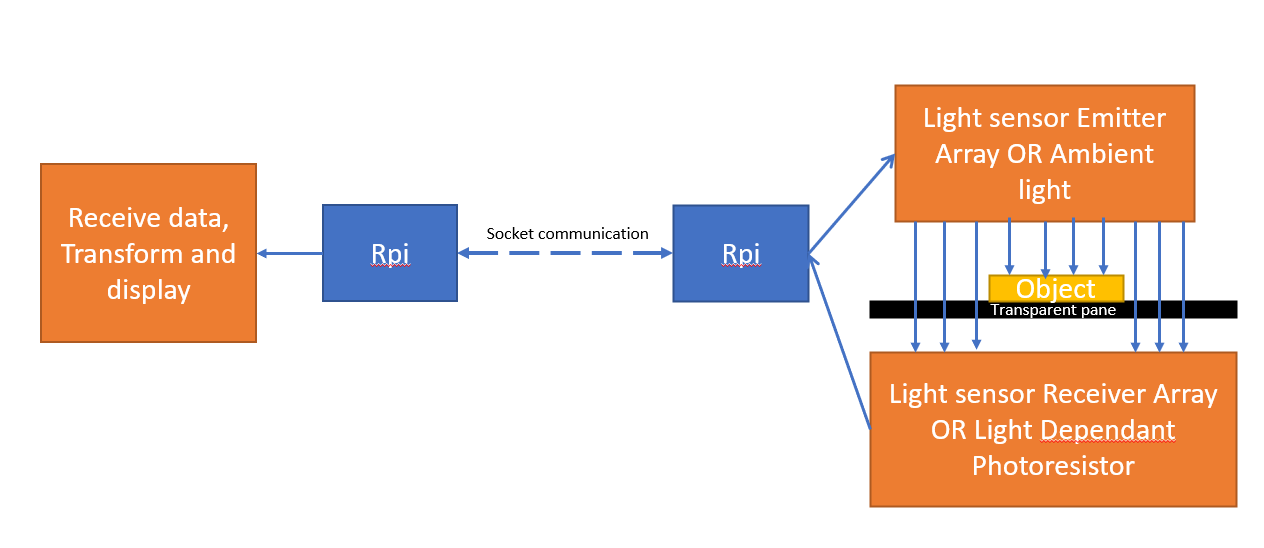 Receive data,
Transform and
display
Rpi
Socket communication
Rpi
Light sensor Emitter
Array OR Ambient
light
Object
Transparent pane
Light sensor Receiver Array
OR Light Dependant
Photoresistor